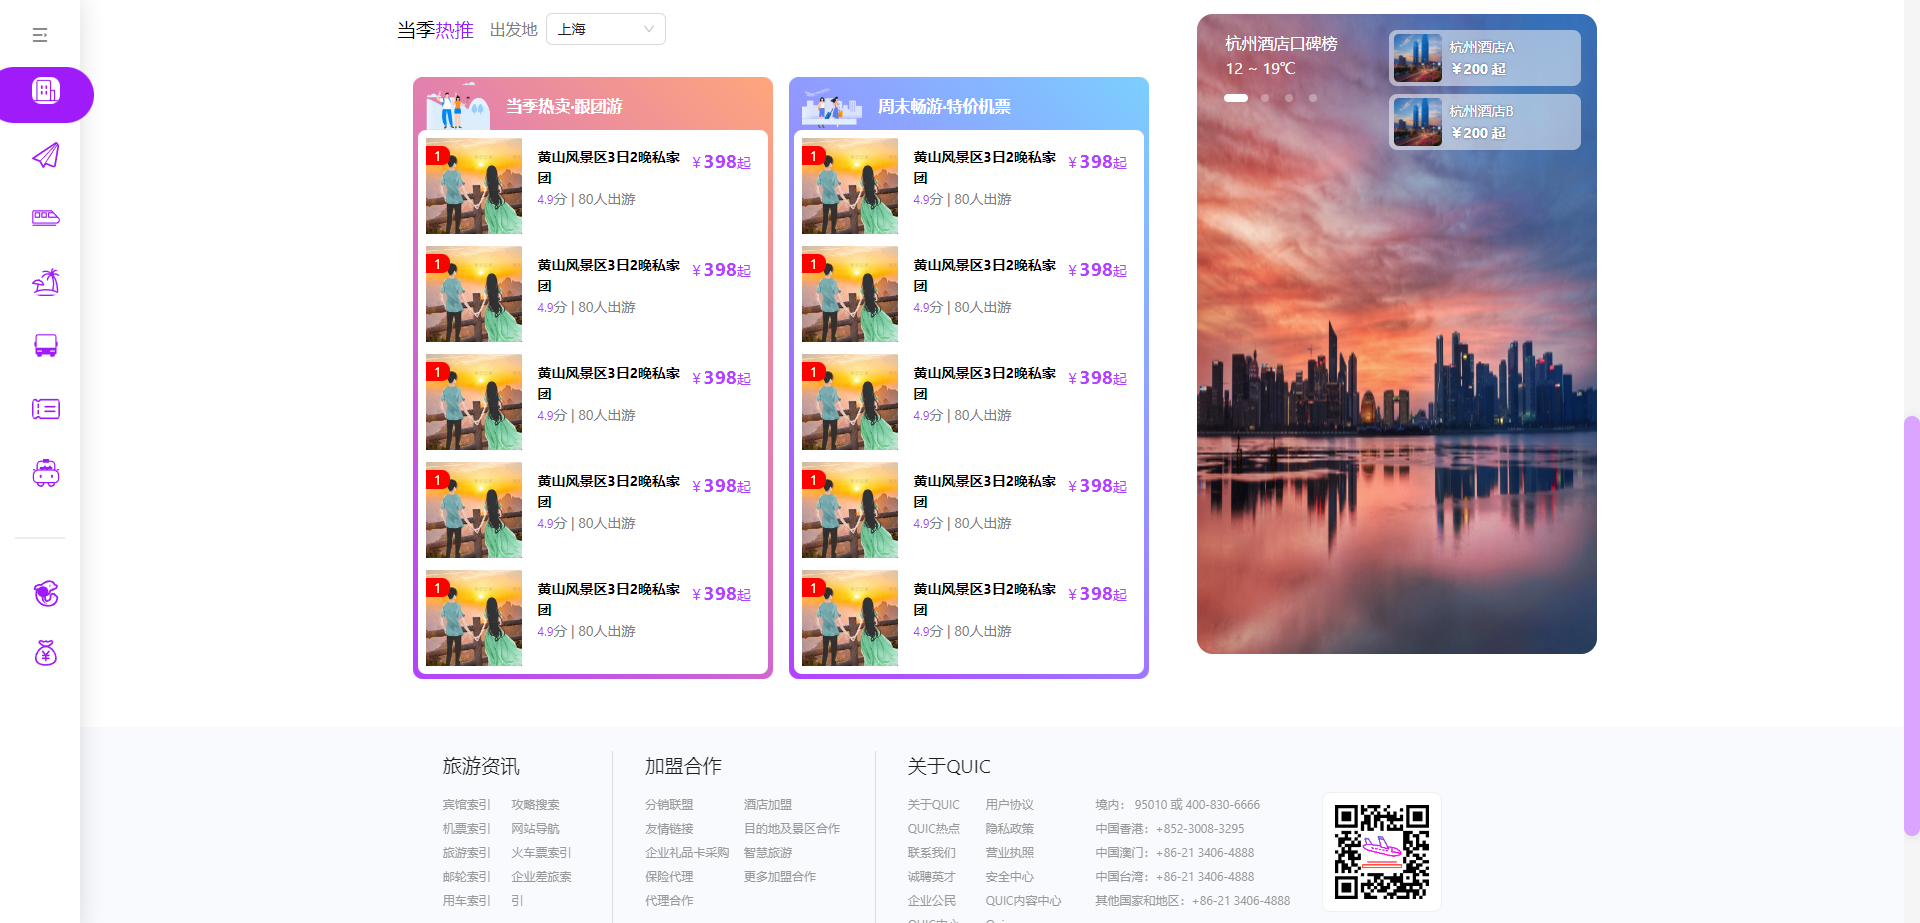 当季热推 出发地 上海
当季热卖·跟团游
1
黄山风景区3日2晚私家
团
¥398起
4.9分 | 80人出游
1
黄山风景区3日2晚私家
团
¥398起
4.9分 | 80人出游
1
黄山风景区3日2晚私家
团
¥398起
4.9分 | 80人出游
1
黄山风景区3日2晚私家
团
¥398起
4.9分 | 80人出游
1
黄山风景区3日2晚私家
团
¥398起
4.9分 | 80人出游
周末畅游·特价机票
1
黄山风景区3日2晚私家
团
¥398起
4.9分 | 80人出游
1
黄山风景区3日2晚私家
团
¥398起
4.9分 | 80人出游
1
黄山风景区3日2晚私家
团
¥398起
4.9分 | 80人出游
1
黄山风景区3日2晚私家
团
¥398起
4.9分 | 80人出游
1
黄山风景区3日2晚私家
团
¥398起
4.9分 | 80人出游
杭州酒店口碑榜
12 ~ 19℃
杭州酒店A
¥200 起
杭州酒店B
¥200 起
旅游资讯
宾馆索引 攻略搜索
机票索引 网站导航
旅游索引 火车票索引
邮轮索引 企业差旅索
用车索引 引
加盟合作
分销联盟 酒店加盟
友情链接 目的地及景区合作
企业礼品卡采购 智慧旅游
保险代理 更多加盟合作
代理合作
关于QUIC
关于QUIC 用户协议
QUIC热点 隐私政策
联系我们 营业执照
诚聘英才 安全中心
企业公民 QUIC内容中心
境内： 95010 或 400-830-6666
中国香港：+852-3008-3295
中国澳门：+86-21 3406-4888
中国台湾：+86-21 3406-4888
其他国家和地区：+86-21 3406-4888